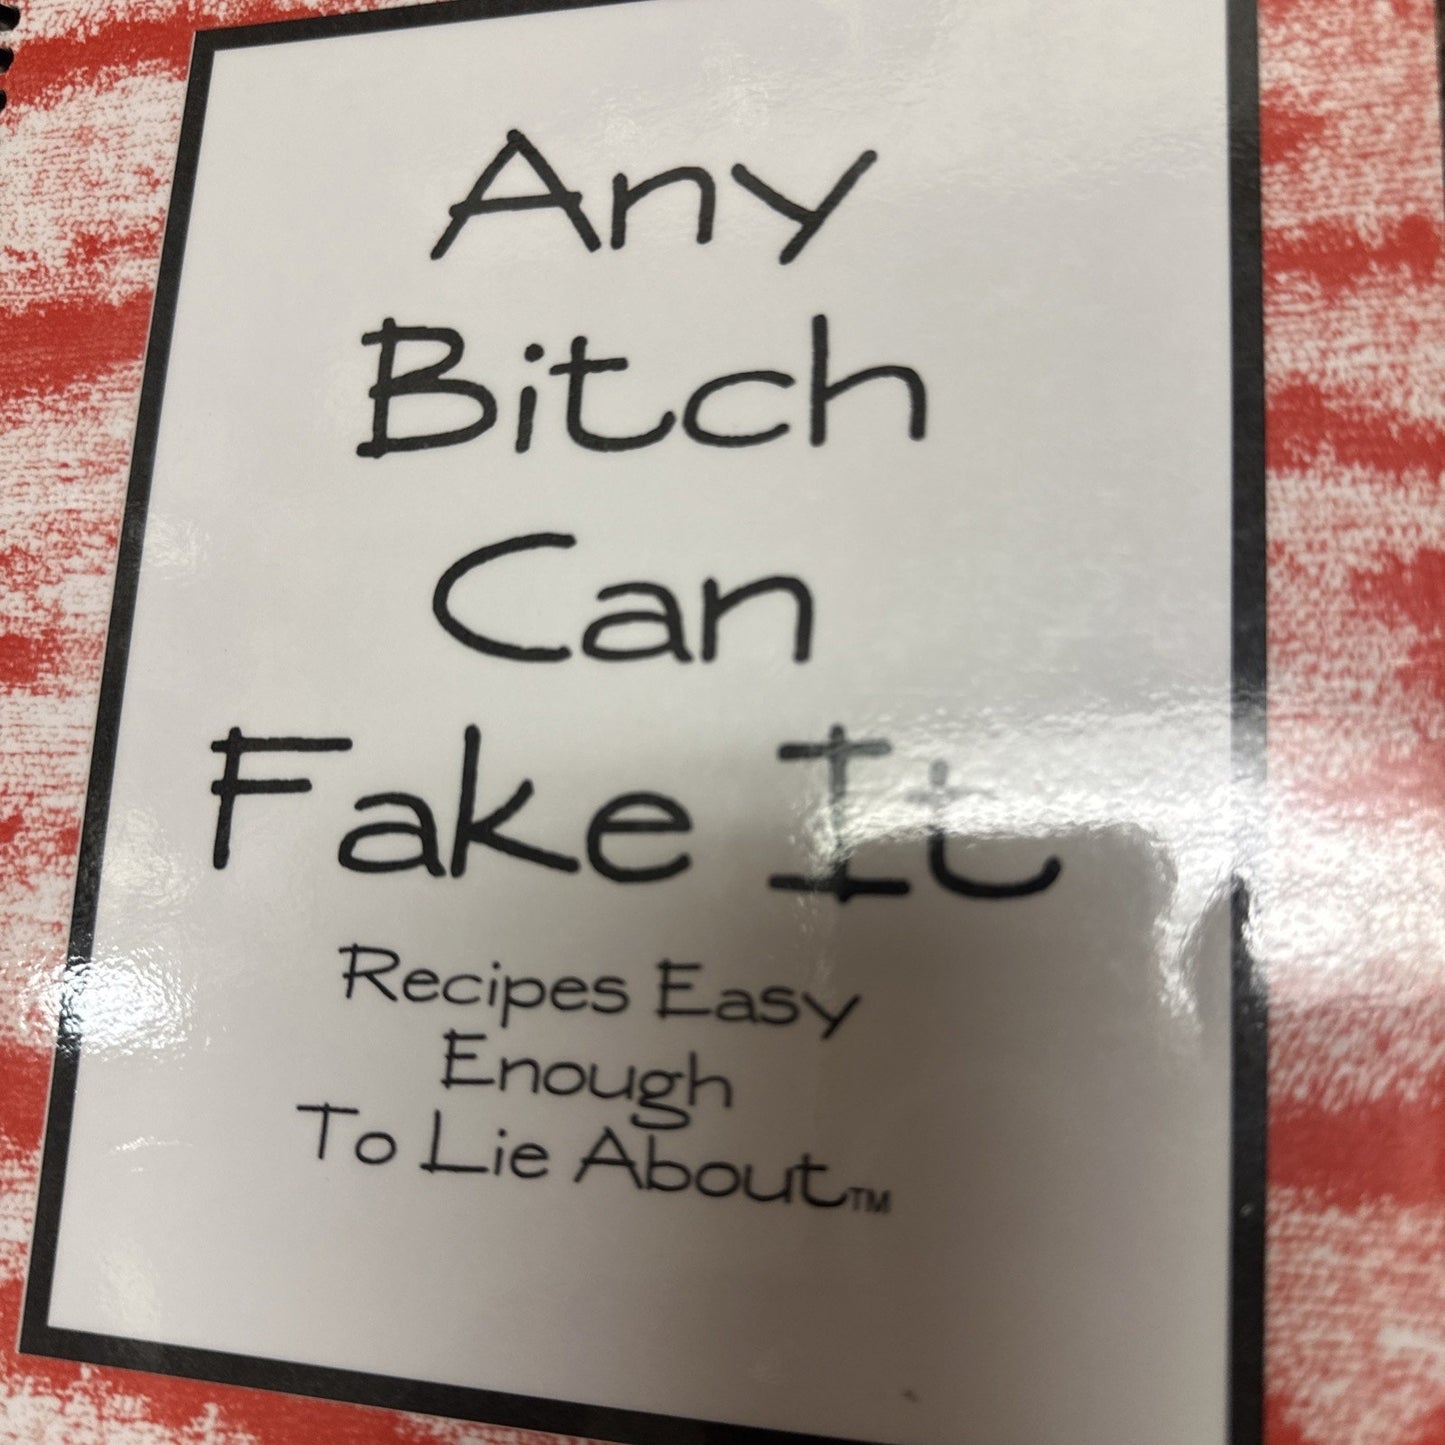 Any
Bitch
Can
Fake It
Recipes Easy
Enough
To Lie About™